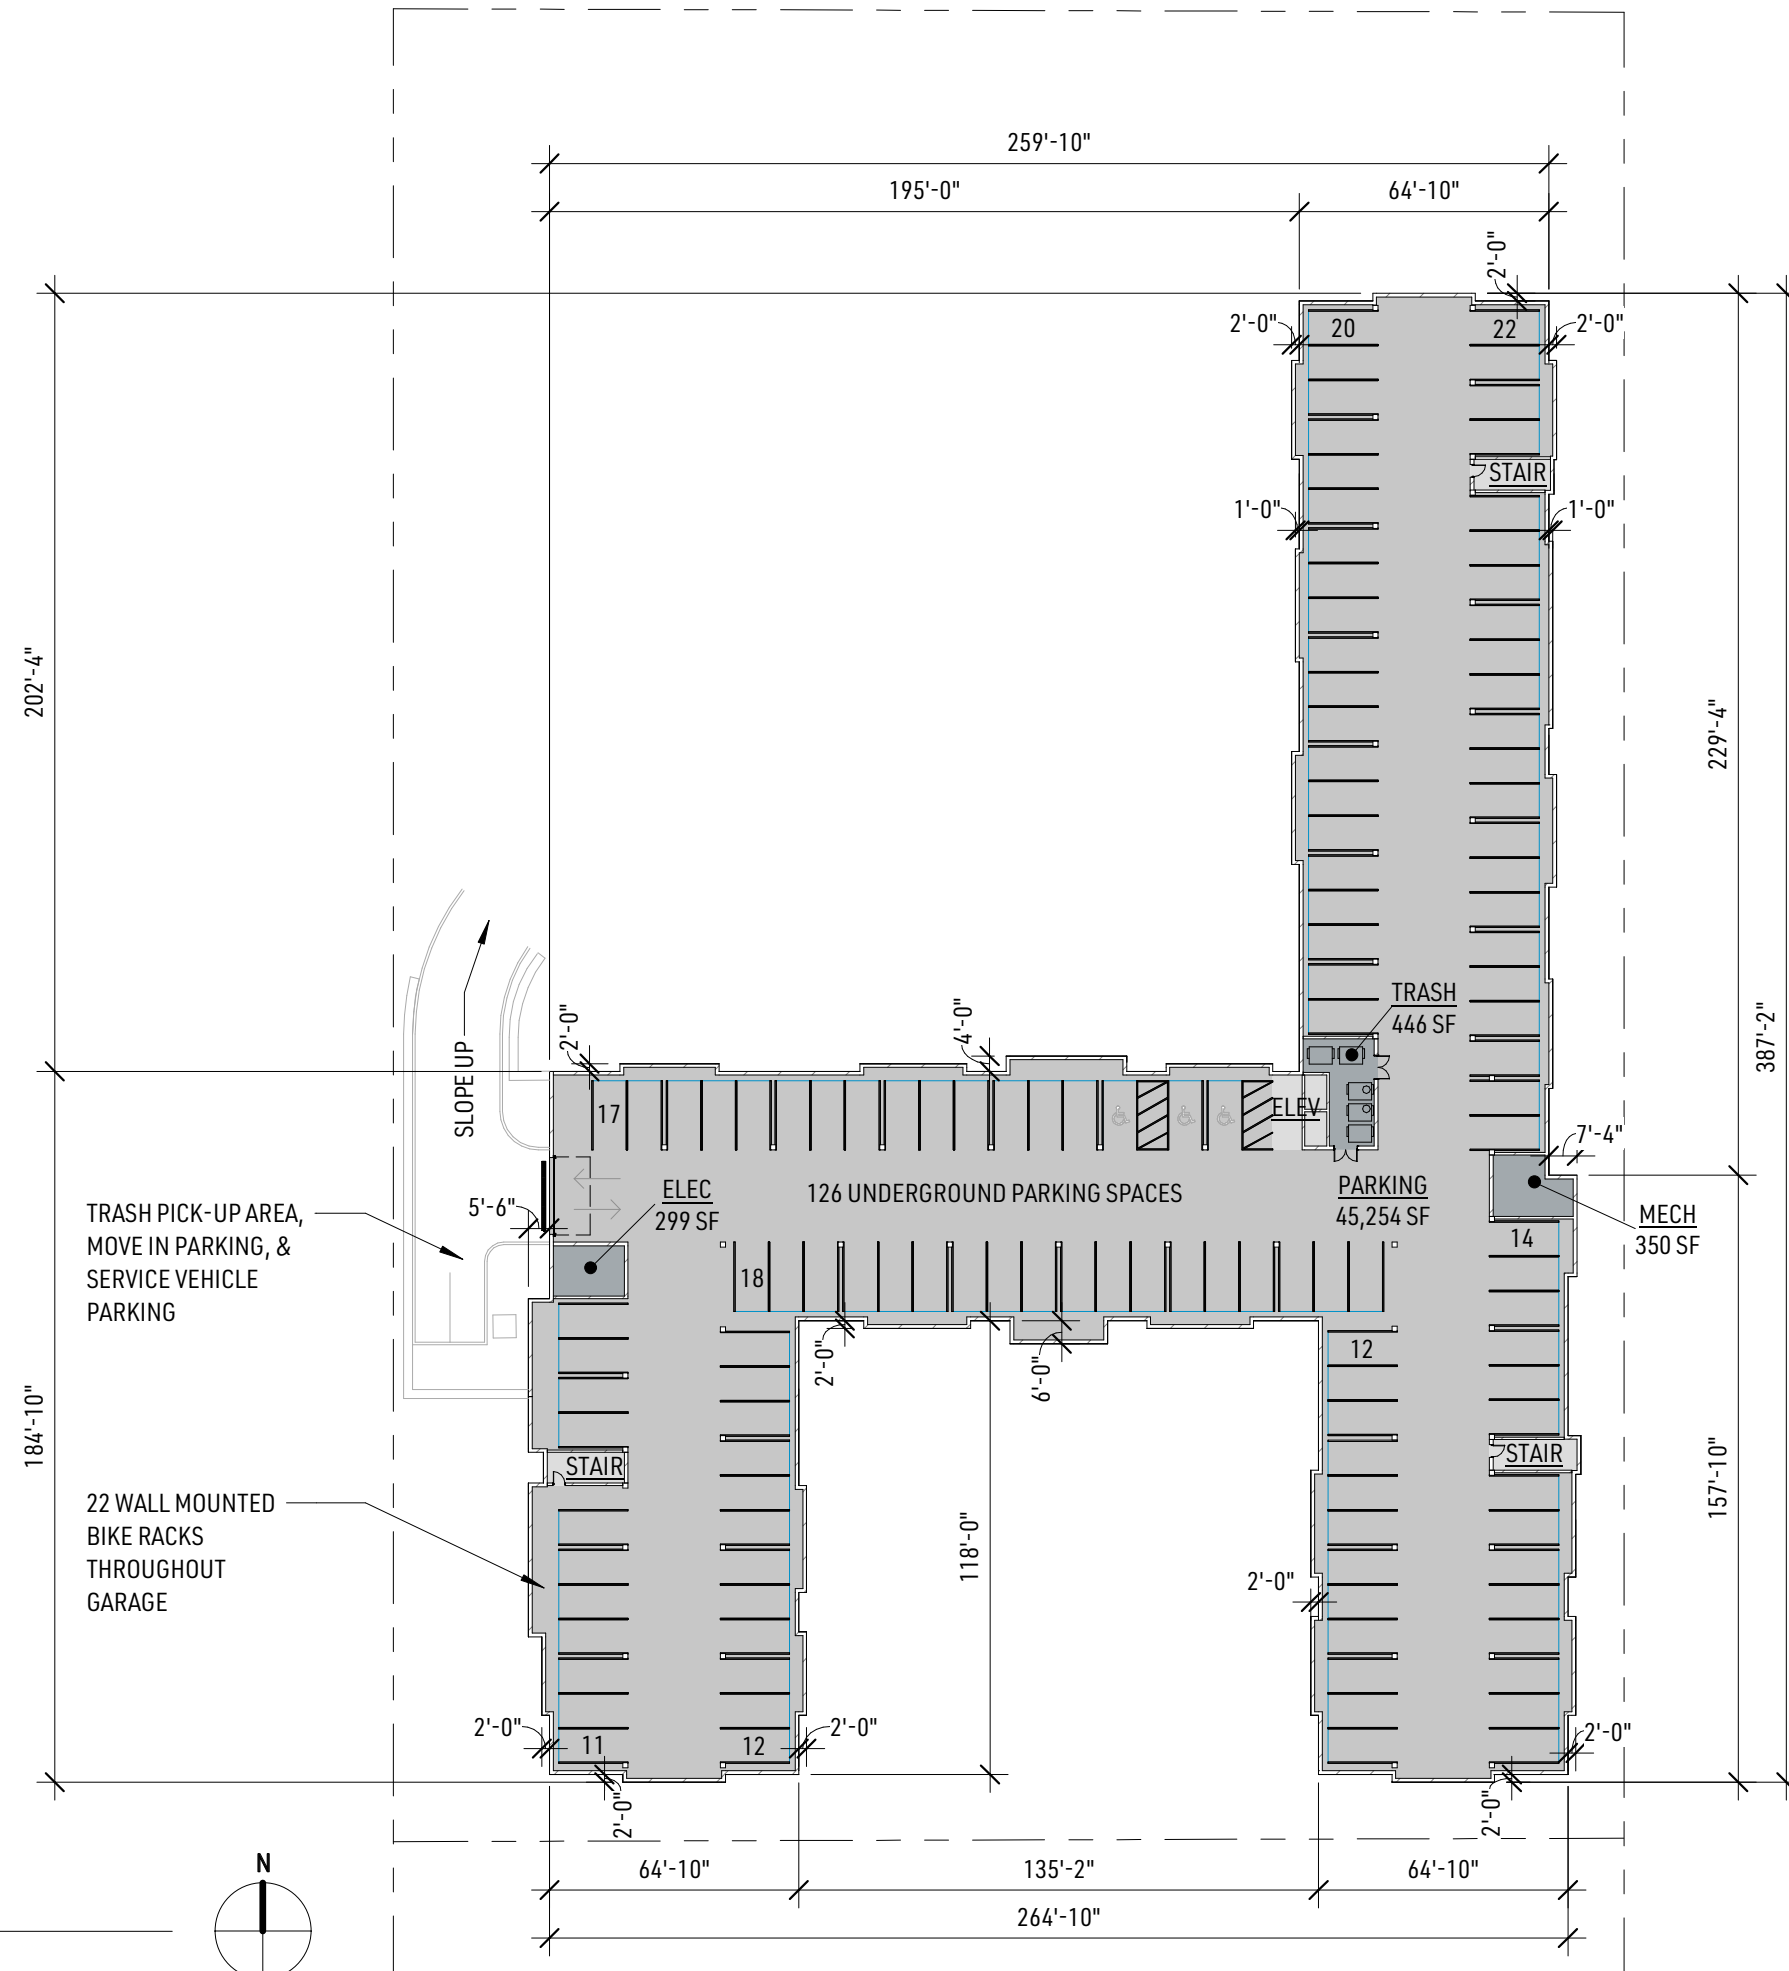 259'-10"
195'-0"
64'-10"
2'-0"
2'-0"
20
22
2'-0"
STAIR
1'-0"
1'-0"
202'-4"
229'-4"
387'-2"
SLOPE UP
2'-0"
4'-0"
TRASH
446 SF
17
ELEV
7'-4"
TRASH PICK-UP AREA,
MOVE IN PARKING, &
SERVICE VEHICLE
PARKING
5'-6"
ELEC
299 SF
126 UNDERGROUND PARKING SPACES
PARKING
45,254 SF
MECH
350 SF
14
18
12
2'-0"
6'-0"
184'-10"
STAIR
STAIR
157'-10"
22 WALL MOUNTED
BIKE RACKS
THROUGHOUT
GARAGE
118'-0"
2'-0"
2'-0"
11
12
2'-0"
2'-0"
2'-0"
2'-0"
N
64'-10"
135'-2"
64'-10"
264'-10"